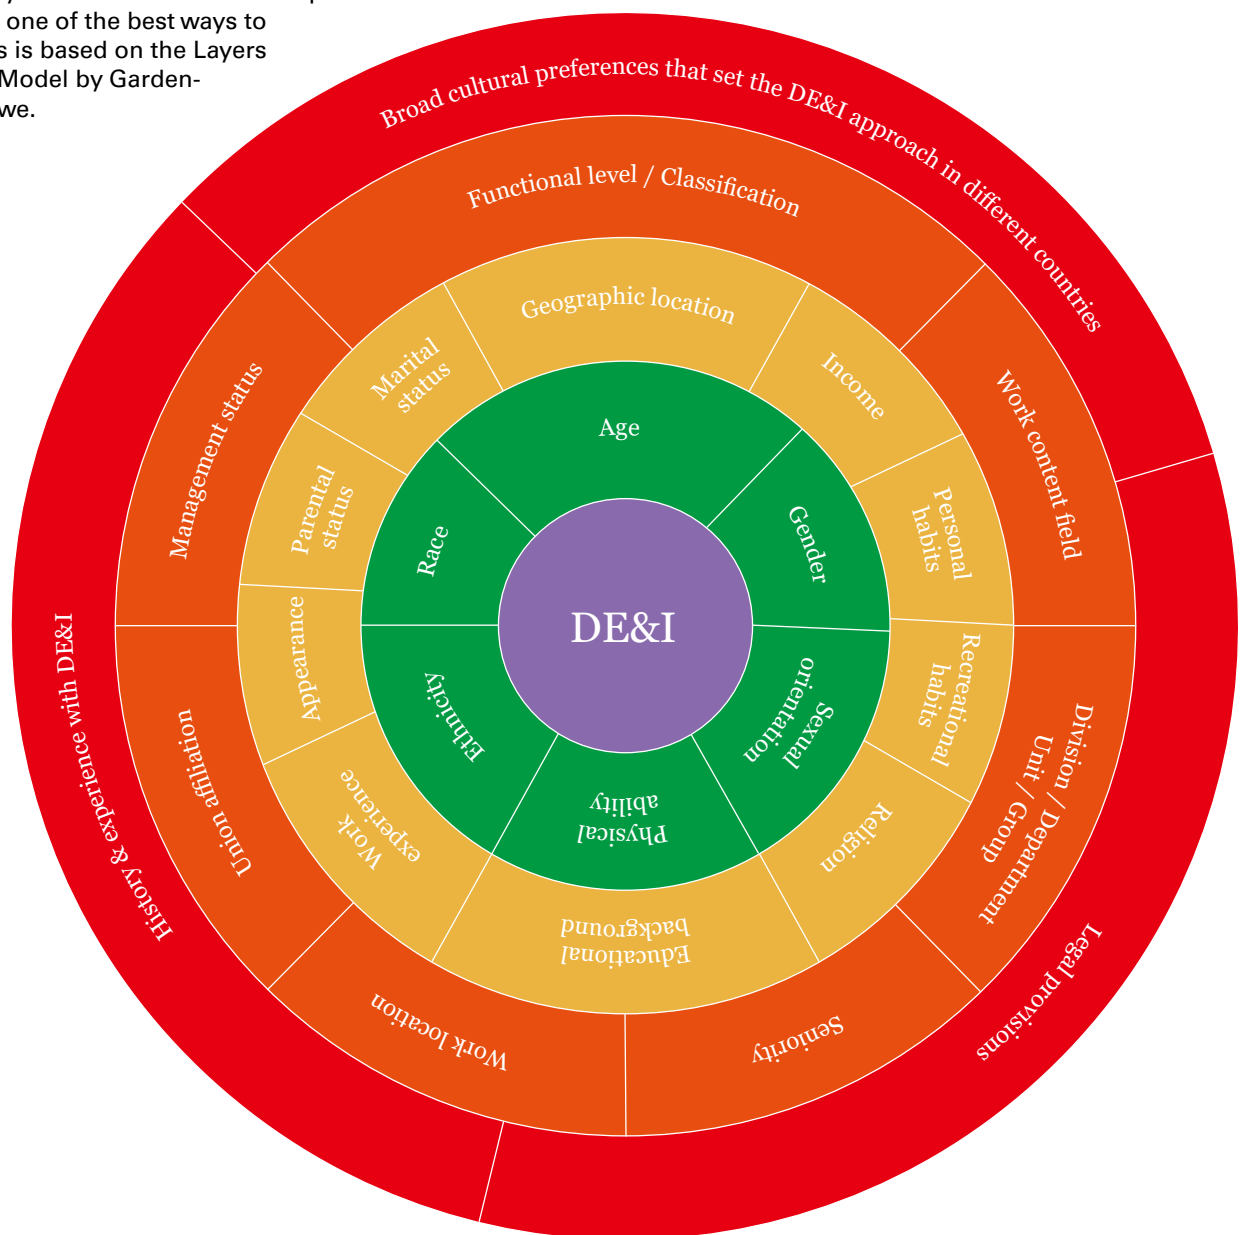 one of the best ways to
s is based on the Layers
Model by Garden-
we.
Broad cultural preferences that set the DE&I approach in different countries
Functional level / Classification
Geographic location
Marital
status
Income
Age
Management status
Work content field
Parental
status
Race
Gender
Personal
habits
DE&I
Appearance
Ethnicity
Sexual
orientation
Recreational
habits
History & experience with DE&I
Union affiliation
Work
experience
Physical
ability
Religion
Division / Department
Unit / Group
Educational
background
Work location
Seniority
Legal provisions